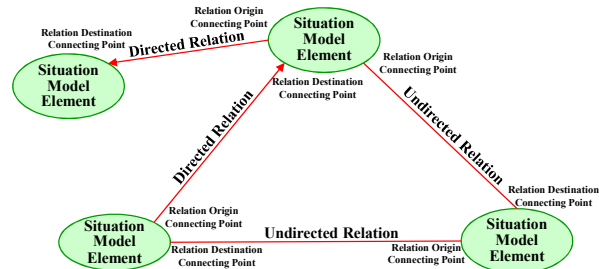 Relation Origin
Connecting Point
Situation
Model
Element
Relation Destination
Connecting Point
Directed Relation
Situation
Model
Element
Relation Origin
Connecting Point
Relation Destination
Connecting Point
Directed Relation
Undirected Relation
Relation Destination
Connecting Point
Relation Origin
Connecting Point
Situation
Model
Element
Undirected Relation
Relation Destination
Connecting Point
Relation Origin
Connecting Point
Situation
Model
Element